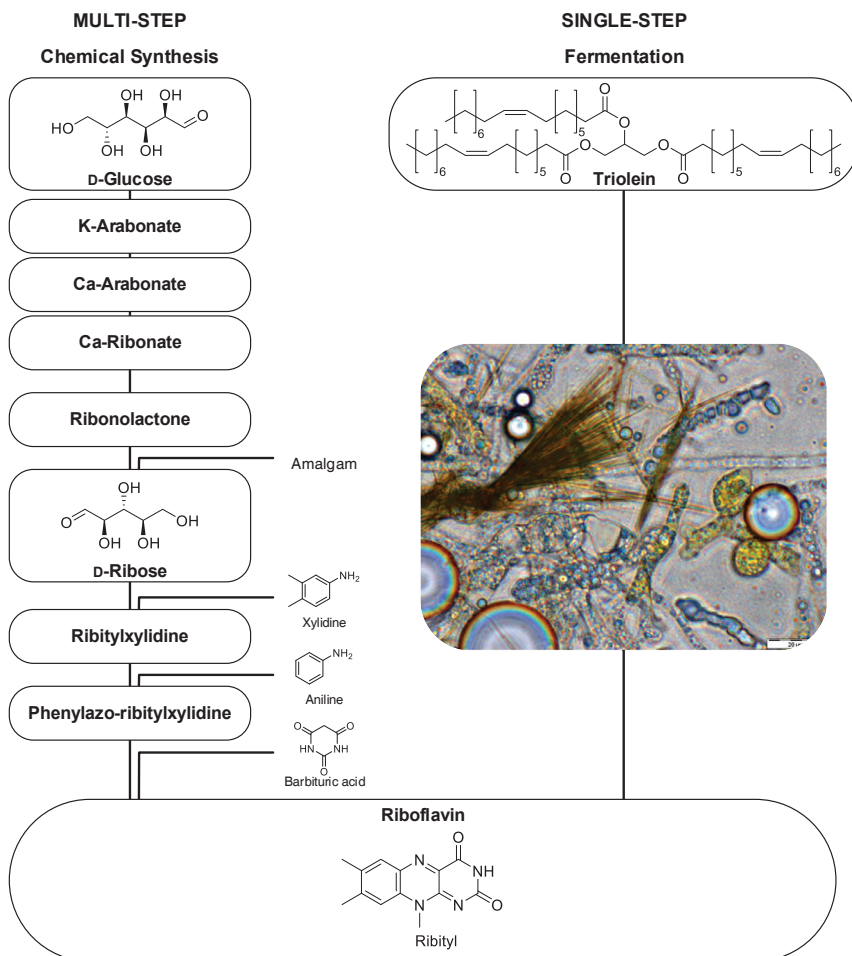 MULTI-STEP
Chemical Synthesis
OH OH
HO O
OH OH
D-Glucose
K-Arabonate
Ca-Arabonate
Ca-Ribonate
Ribonolactone
Amalgam
OH
O OH
OH OH
D-Ribose
NH2
Xylidine
Ribitylxylidine
NH2
Aniline
Phenylazo-ribitylxylidine
O O
HN NH
O
Barbituric acid
SINGLE-STEP
Fermentation
O
6 5 O
O O
6 5 O O 5 6
Triolein
20
Riboflavin
O
N NH
N N O
Ribityl